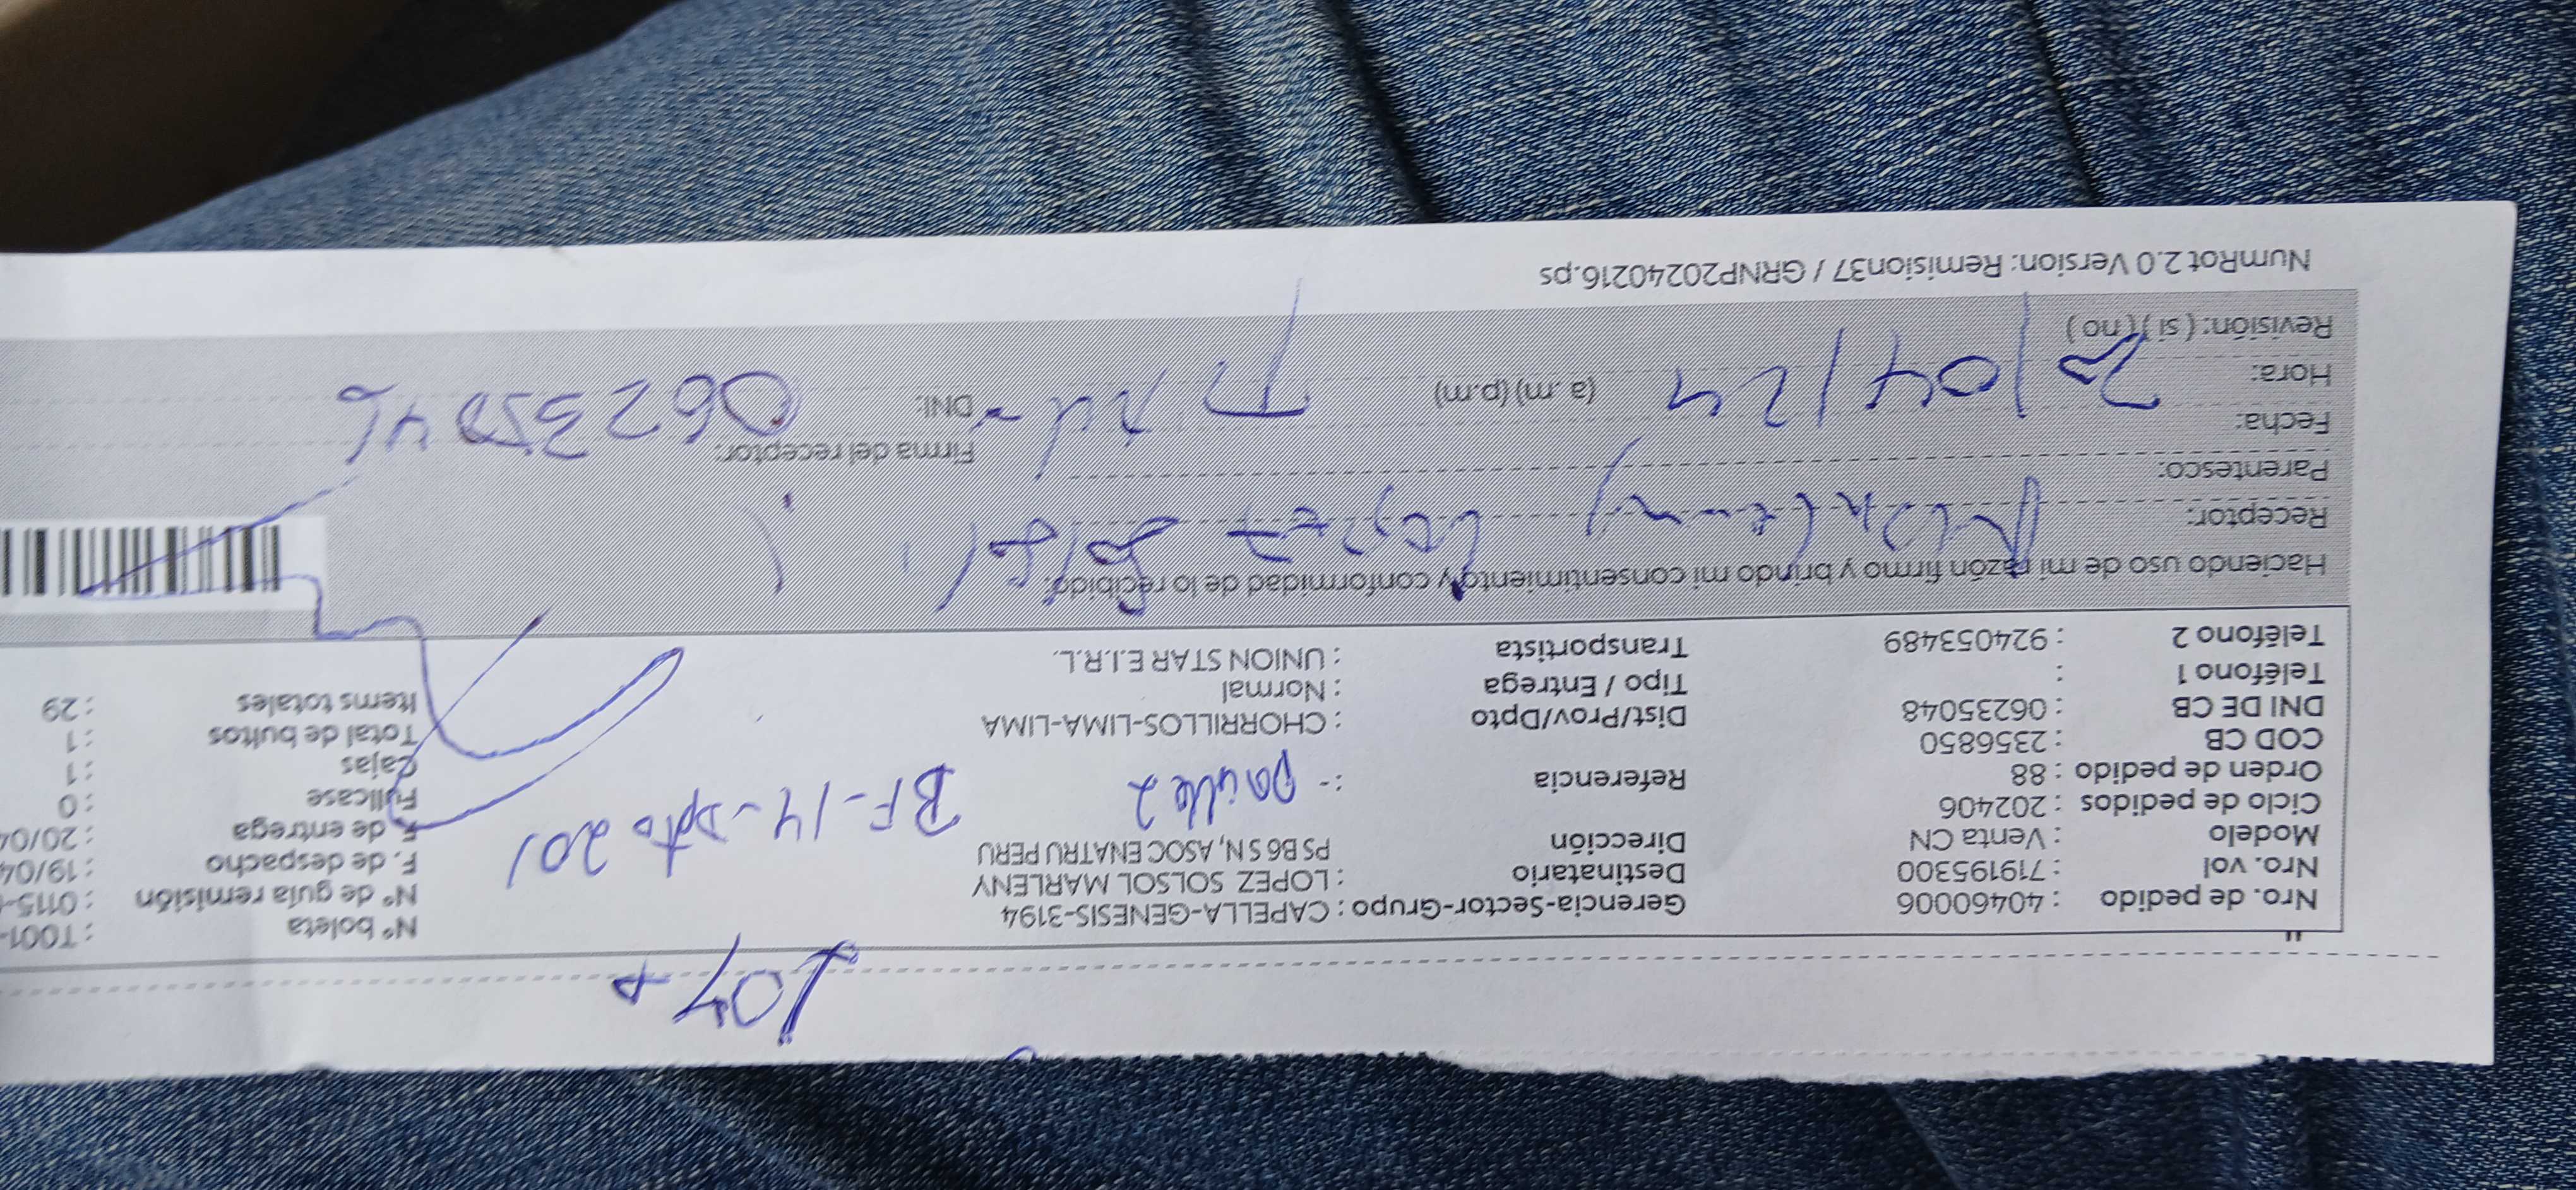 107
Nro. de pedido : 40460006 Gerencia-Sector-Grupo : CAPELLA-GENESIS-3194 N° boleta : T001-
Nro. vol : 719195300 Destinatario : LOPEZ SOLSOL MARLENY N° de guía remisión : 0115-
Modelo : Venta CN Dirección PS B6 S N, ASOC ENATRU PERU F. de despacho : 19/04
Ciclo de pedidos : 202406 BF-14-Dpto 201 F. de entrega : 20/04
Orden de pedido : 88 Referencia :- Fullcase : 0
COD CB : 2356850 Cajas : 1
DNI DE CB : 06235048 Dist/Prov/Dpto : CHORRILLOS-LIMA-LIMA Total de bultos : 1
Teléfono 1 : Tipo / Entrega : Normal Items totales : 29
Teléfono 2 : 924053489 Transportista : UNION STAR E.I.R.L.
Haciendo uso de mi razón firmo y brindo mi consentimiento y conformidad de lo recibido:
Receptor: Marleny López
Parentesco: Firma del receptor:
Fecha: 20/04/24
Hora: (a. m) (p.m) DNI:
Revisión: ( si ) ( no )
NumRot 2.0 Version: Remision37 / GRNP20240216.ps